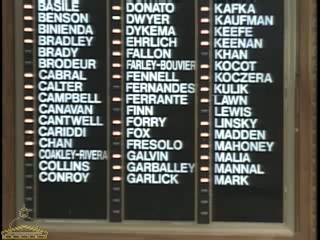 BASILE
BENSON
BINIENDA
BRADLEY
BRADY
BRODEUR
CABRAL
CALTER
CAMPBELL
CANAVAN
CANTWELL
CARIDDI
CHAN
COAKLEY-RIVERA
COLLINS
CONROY
DONATO
DWYER
DYKEMA
EHRLICH
FALLON
FARLEY-BOUVIER
FENNELL
FERNANDES
FERRANTE
FINN
FORRY
FOX
FRESOLO
GALVIN
GARBALLEY
GARLICK
KAFKA
KAUFMAN
KEEFE
KEENAN
KHAN
KOCOT
KOCZERA
KULIK
LAWN
LEWIS
LINSKY
MADDEN
MAHONEY
MALIA
MANNAL
MARK